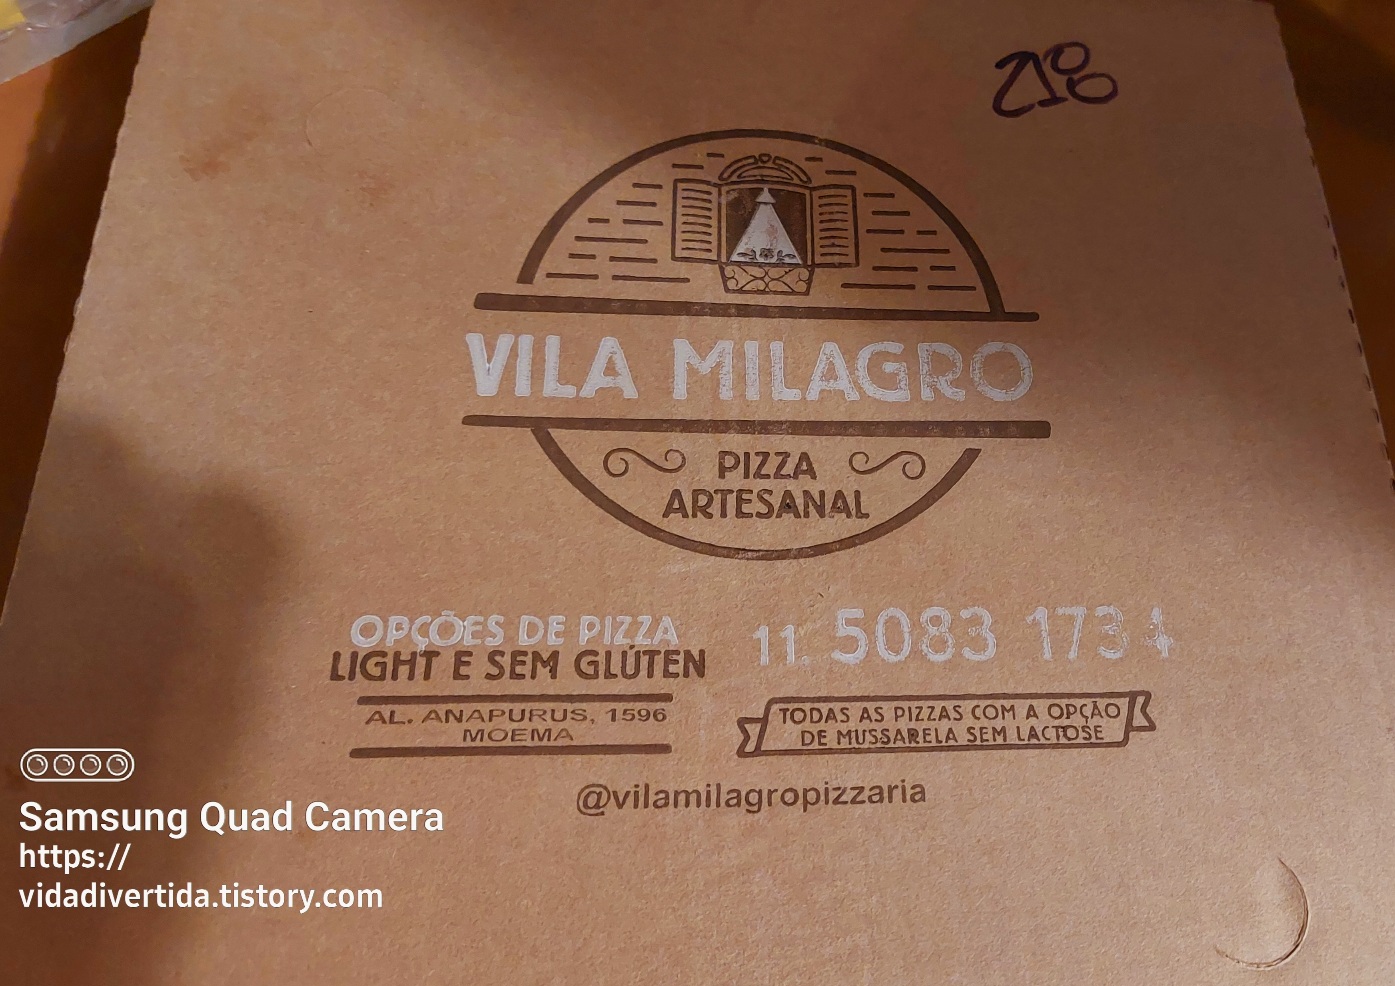 218
VILA MILAGRO
PIZZA
ARTESANAL
OPÇÕES DE PIZZA
LIGHT E SEM GLÚTEN
11. 5083 1734
AL. ANAPURUS, 1596
MOEMA
TODAS AS PIZZAS COM A OPÇÃO
DE MUSSARELA SEM LACTOSE
@vilamilagropizzaria
Samsung Quad Camera
https://
vidadivertida.tistory.com